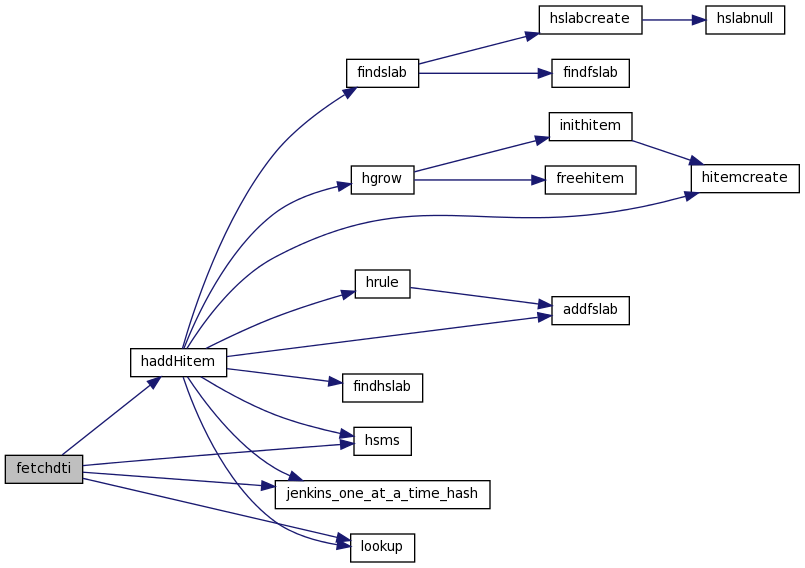 hslabcreate
hslabnull
findslab
findfslab
inithitem
hgrow
freehitem
hitemcreate
hrule
addfslab
haddHitem
findhslab
hsms
fetchdti
jenkins_one_at_a_time_hash
lookup